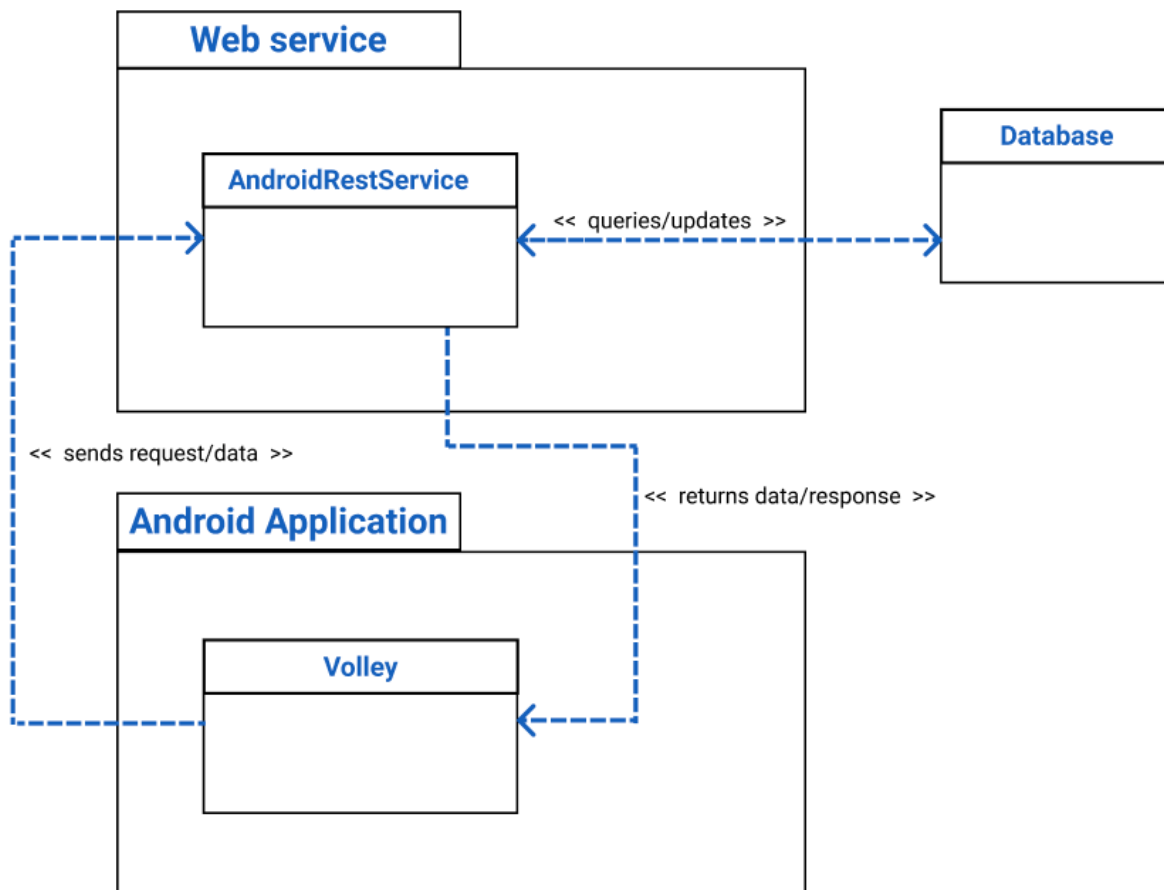 Web service
Database
AndroidRestService
<< queries/updates >>
<< sends request/data >>
<< returns data/response >>
Android Application
Volley